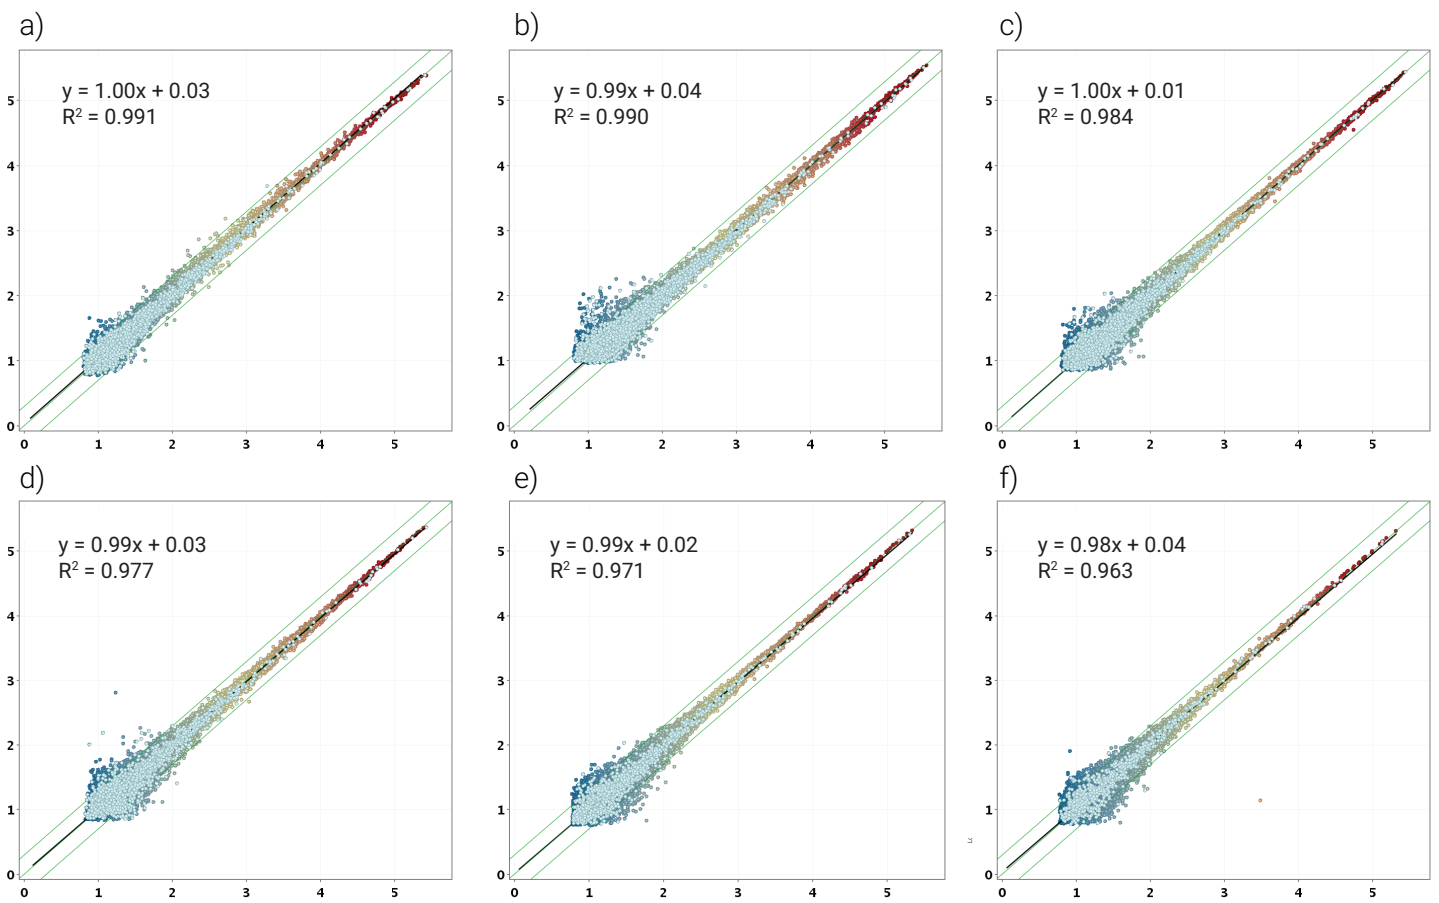 a)
y = 1.00x + 0.03
R² = 0.991
5
4
3
2
1
0
0 1 2 3 4 5
b)
y = 0.99x + 0.04
R² = 0.990
5
4
3
2
1
0
0 1 2 3 4 5
c)
y = 1.00x + 0.01
R² = 0.984
5
4
3
2
1
0
0 1 2 3 4 5
d)
y = 0.99x + 0.03
R² = 0.977
5
4
3
2
1
0
0 1 2 3 4 5
e)
y = 0.99x + 0.02
R² = 0.971
5
4
3
2
1
0
0 1 2 3 4 5
f)
y = 0.98x + 0.04
R² = 0.963
5
4
3
2
1
0
0 1 2 3 4 5